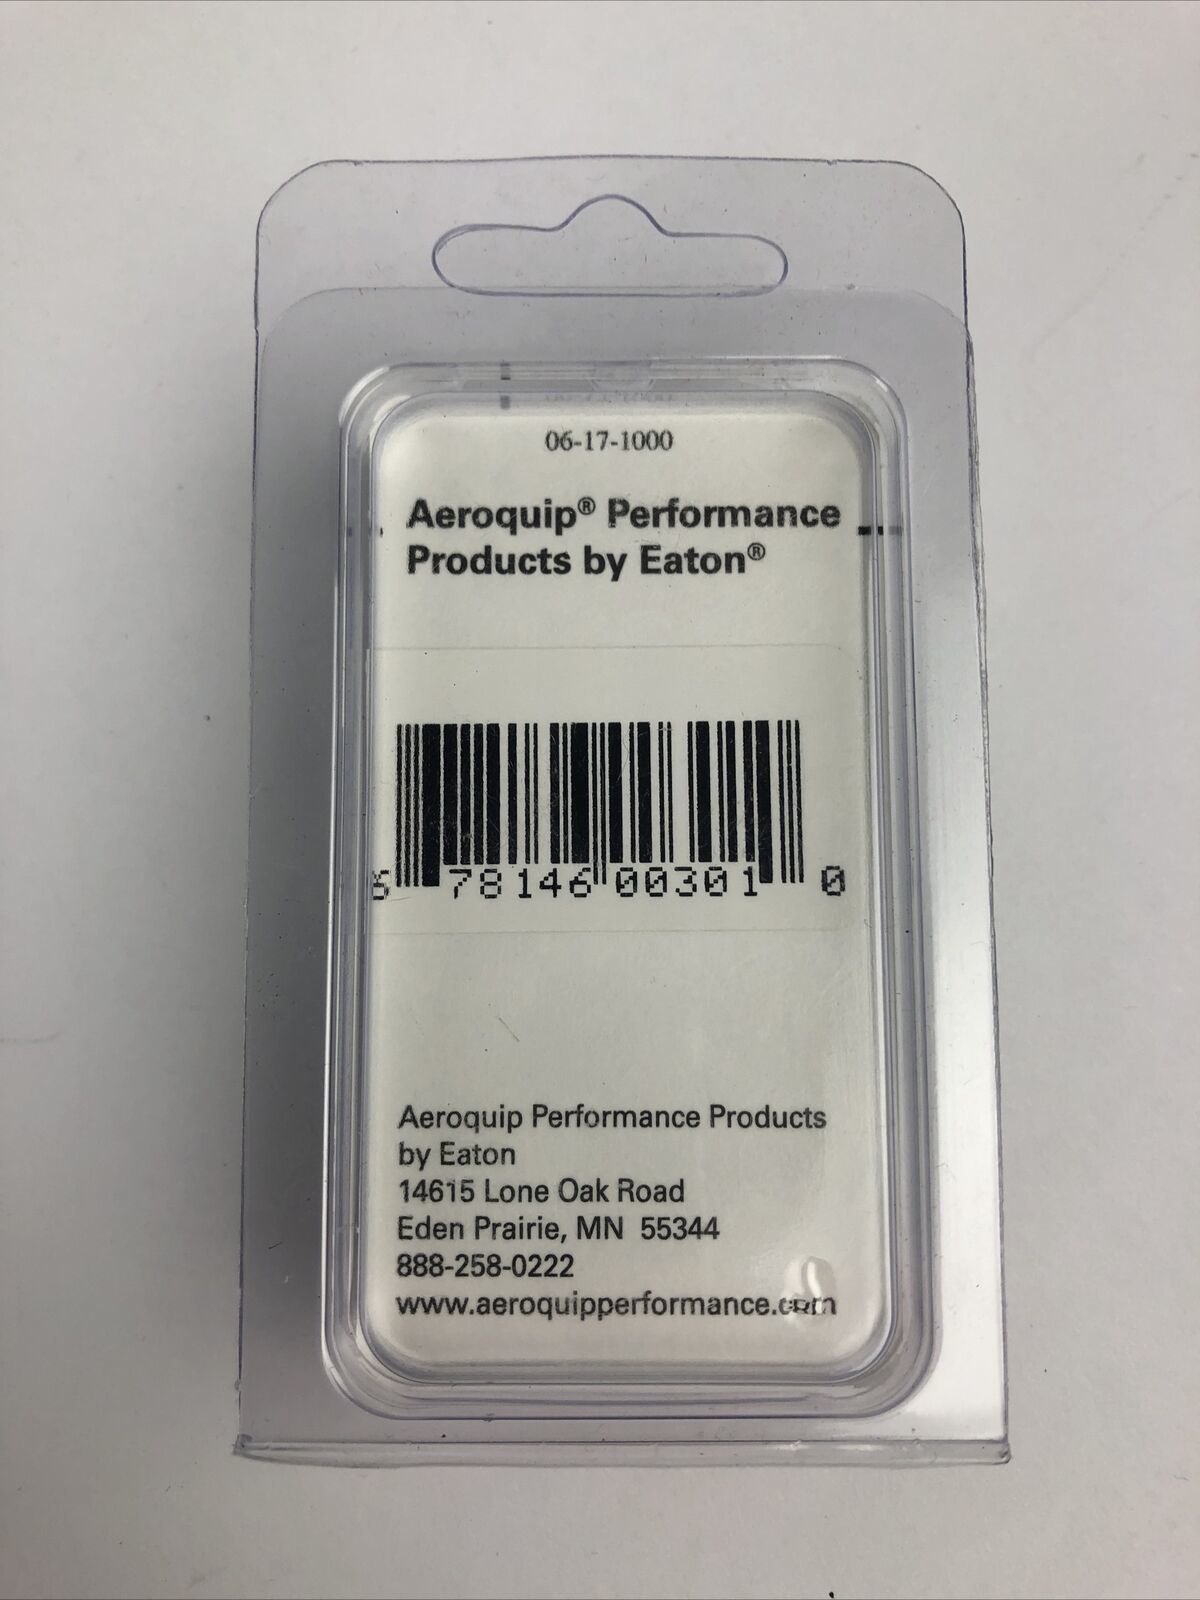 06-17-1000
Aeroquip® Performance
Products by Eaton®
6 78146 00301 0
Aeroquip Performance Products
by Eaton
14615 Lone Oak Road
Eden Prairie, MN 55344
888-258-0222
www.aeroquipperformance.com